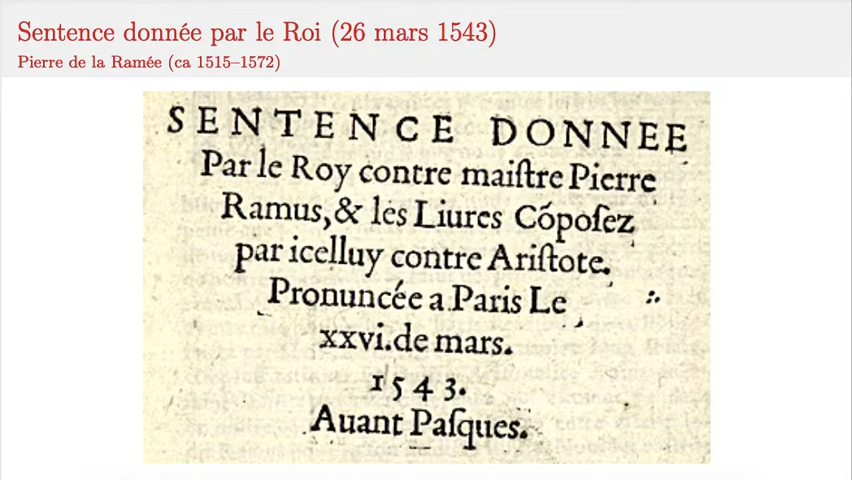 Sentence donnée par le Roi (26 mars 1543)
Pierre de la Ramée (ca 1515–1572)
SENTENCE DONNEE
Par le Roy contre maiſtre Pierre
Ramus, & les Liures Cõpoſez
par icelluy contre Ariſtote.
Pronuncée a Paris Le
xxvi. de mars.
1543.
Auant Paſques.